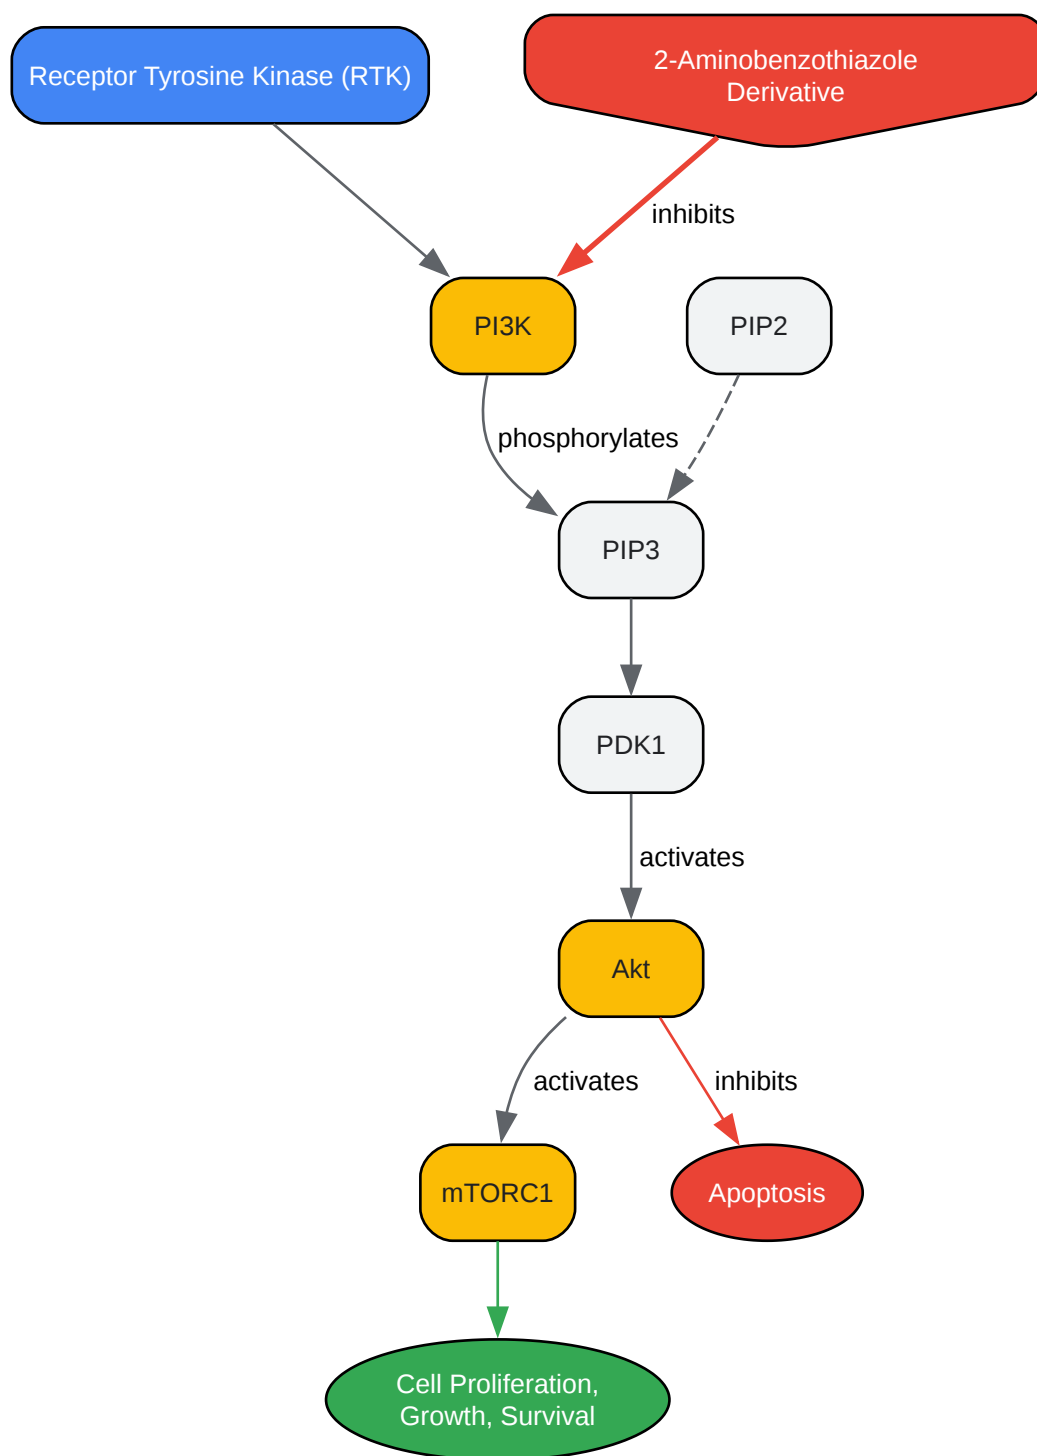 Receptor Tyrosine Kinase (RTK)
2-Aminobenzothiazole
Derivative
inhibits
PI3K
PIP2
phosphorylates
PIP3
PDK1
activates
Akt
activates
inhibits
mTORC1
Apoptosis
Cell Proliferation,
Growth, Survival